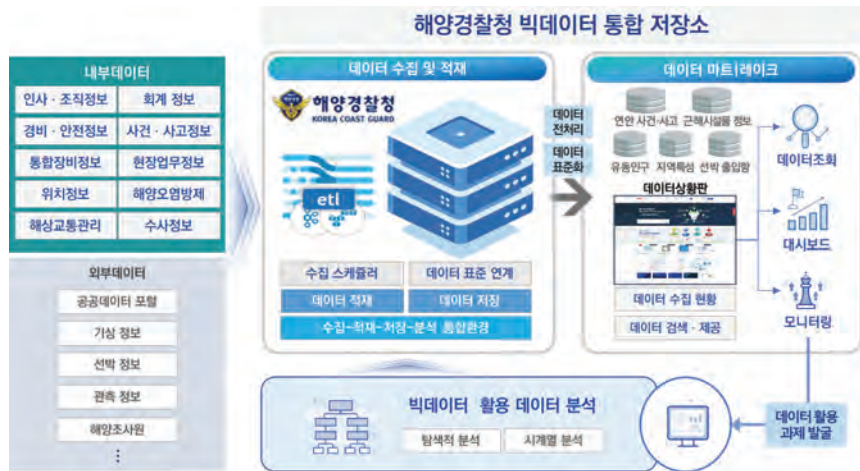 해양경찰청 빅데이터 통합 저장소
내부데이터
인사 · 조직정보
회계 정보
경비 · 안전정보
사건 · 사고정보
통합장비정보
현장업무정보
위치정보
해양오염방제
해상교통관리
수사정보
외부데이터
공공데이터 포털
기상 정보
선박 정보
관측 정보
해양조사원
⋮
데이터 수집 및 적재
해양경찰청
KOREA COAST GUARD
etl
수집 스케줄러
데이터 표준 연계
데이터 적재
데이터 저장
수집-적재-저장-분석 통합환경
데이터
전처리
데이터
표준화
데이터 마트|레이크
연안 사건·사고
근해시설물 정보
유동인구
지역특성
선박 출입항
데이터상황판
데이터 수집 현황
데이터 검색 · 제공
데이터조회
대시보드
모니터링
빅데이터 활용 데이터 분석
탐색적 분석
시계열 분석
데이터 활용
과제 발굴